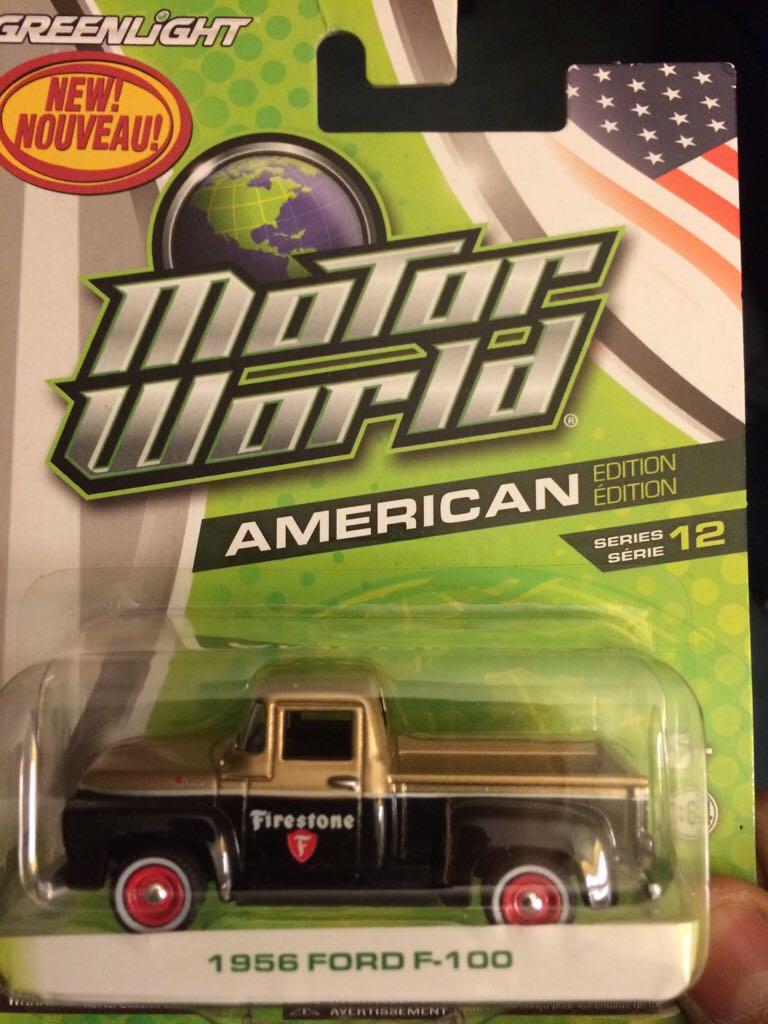 GREENLIGHT
NEW!
NOUVEAU!
MOTOR
WORLD®
AMERICAN EDITION
ÉDITION
SERIES 12
SÉRIE
Firestone
F
1956 FORD F-100
AVERTISSEMENT